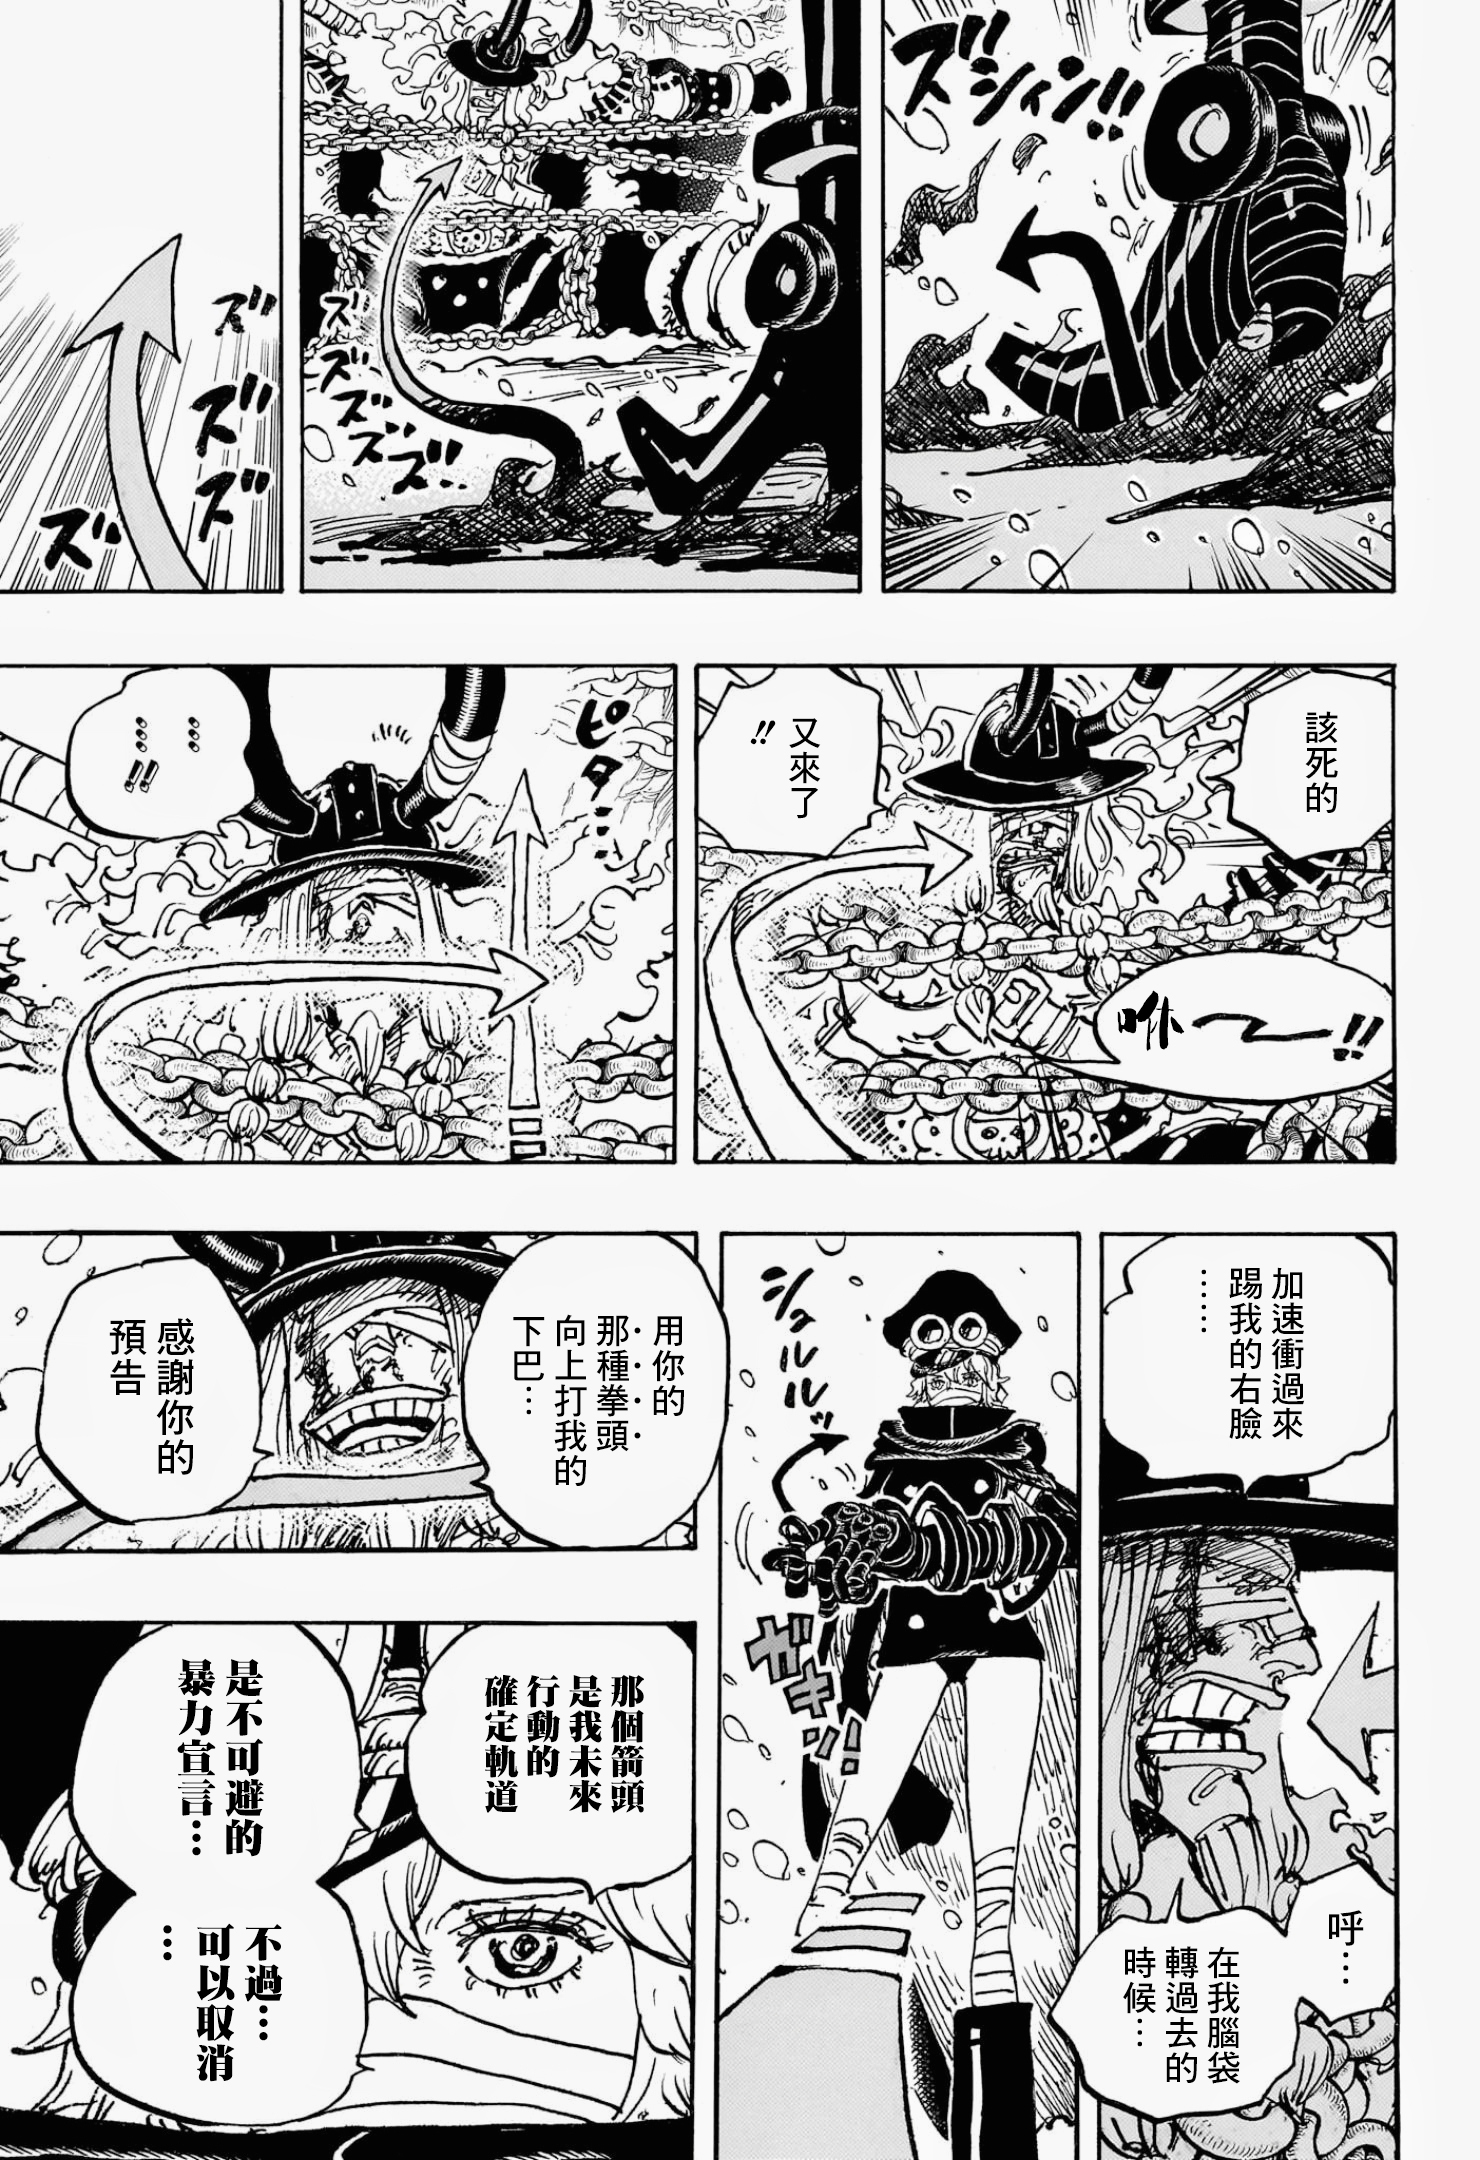 ズシィン!!
ズズズズズ
ズズズズ
該死的
又來了
!!
咻──!!
ピタ…ッ
……
…!!
加速衝過來
踢我的右臉
……
呼…
在我腦袋
轉過去的
時候…
シュルルルッ
ガキィン!!
用你的
那種拳頭
向上打我的
下巴…
感謝你的
預告
那個箭頭
是我未來
行動的
確定軌道
是不可避的
暴力宣言…
不過…
可以取消
…